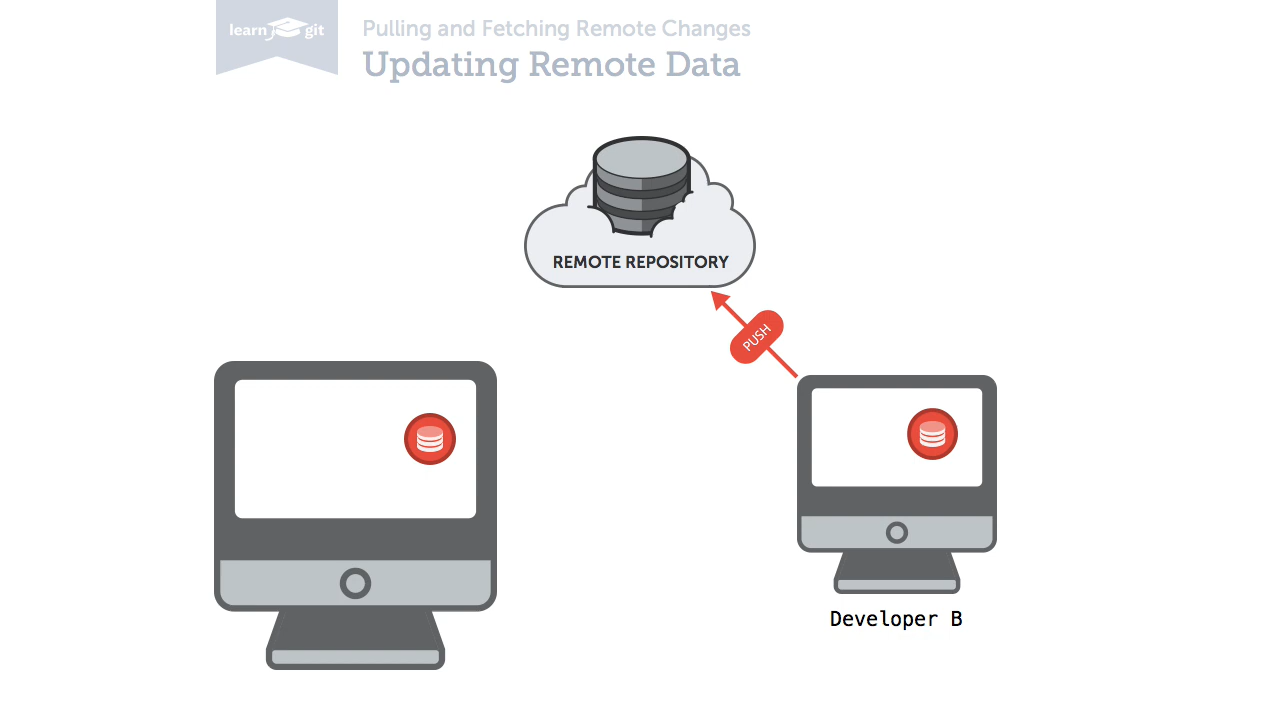 learn git
Pulling and Fetching Remote Changes
Updating Remote Data
REMOTE REPOSITORY
PUSH
Developer B